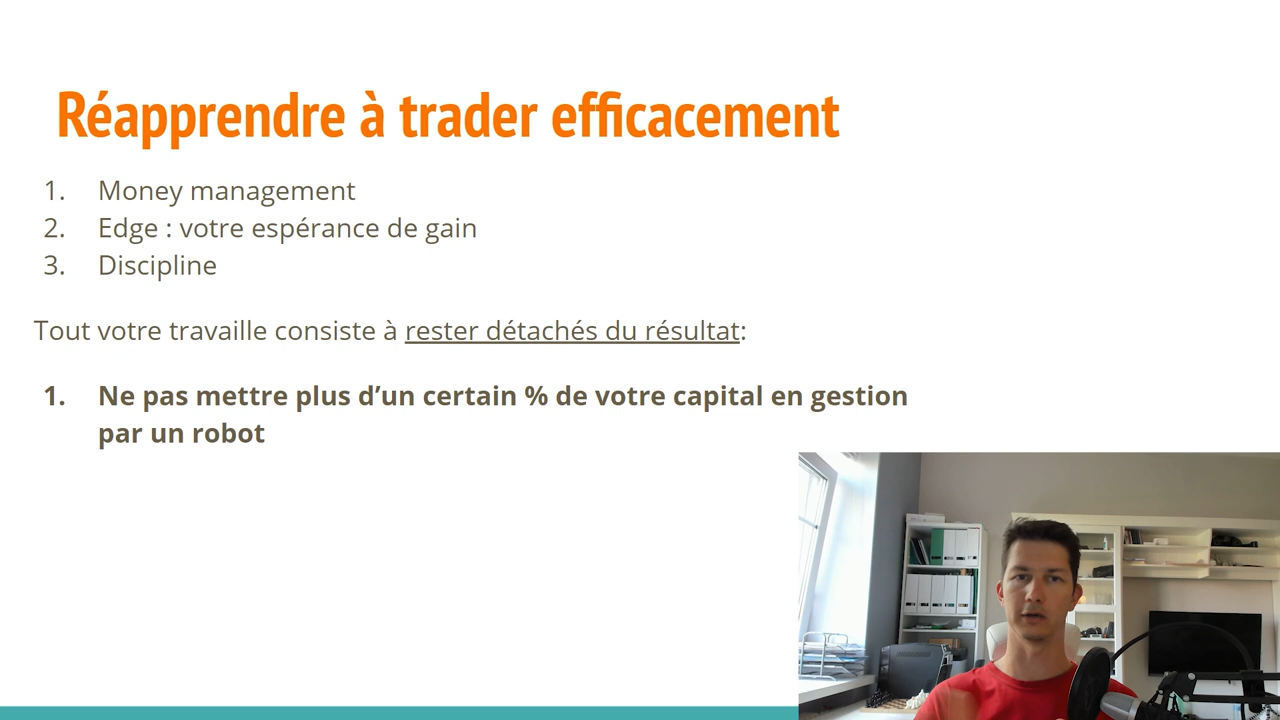 Réapprendre à trader efficacement
1. Money management
2. Edge : votre espérance de gain
3. Discipline
Tout votre travaille consiste à rester détachés du résultat:
1. Ne pas mettre plus d’un certain % de votre capital en gestion
par un robot